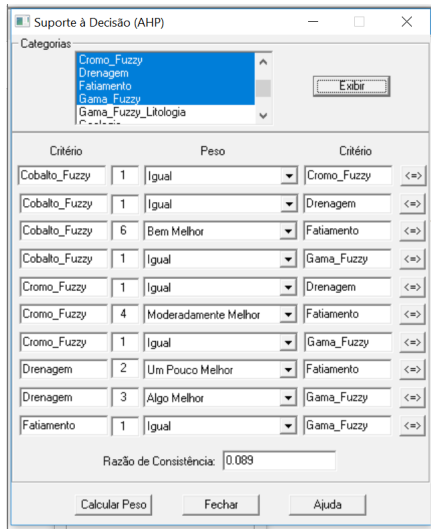 Suporte à Decisão (AHP)
Categorias
Cromo_Fuzzy
Drenagem
Fatiamento
Gama_Fuzzy
Gama_Fuzzy_Litologia
Exibir
Critério Peso Critério
Cobalto_Fuzzy 1 Igual Cromo_Fuzzy <=>
Cobalto_Fuzzy 1 Igual Drenagem <=>
Cobalto_Fuzzy 6 Bem Melhor Fatiamento <=>
Cobalto_Fuzzy 1 Igual Gama_Fuzzy <=>
Cromo_Fuzzy 1 Igual Drenagem <=>
Cromo_Fuzzy 4 Moderadamente Melhor Fatiamento <=>
Cromo_Fuzzy 1 Igual Gama_Fuzzy <=>
Drenagem 2 Um Pouco Melhor Fatiamento <=>
Drenagem 3 Algo Melhor Gama_Fuzzy <=>
Fatiamento 1 Igual Gama_Fuzzy <=>
Razão de Consistência: 0.089
Calcular Peso Fechar Ajuda